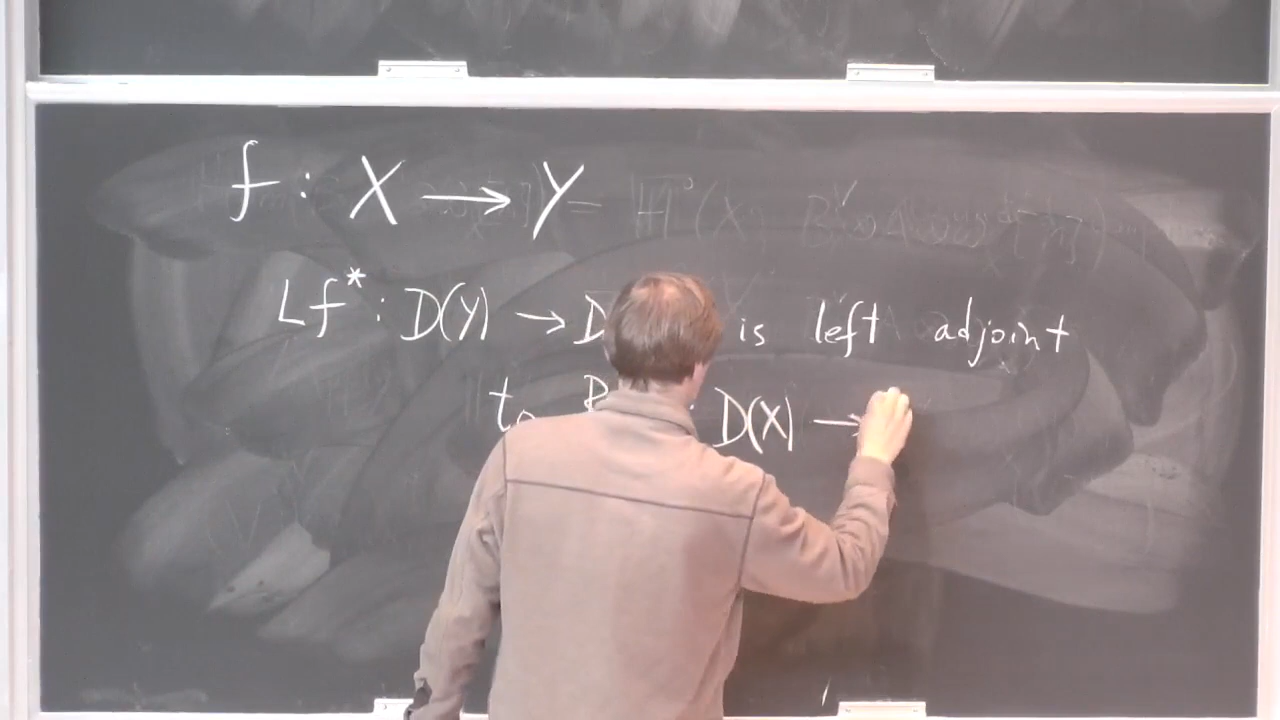 f : X → Y
Lf* : D(Y) → D is left adjoint
to D(X) →